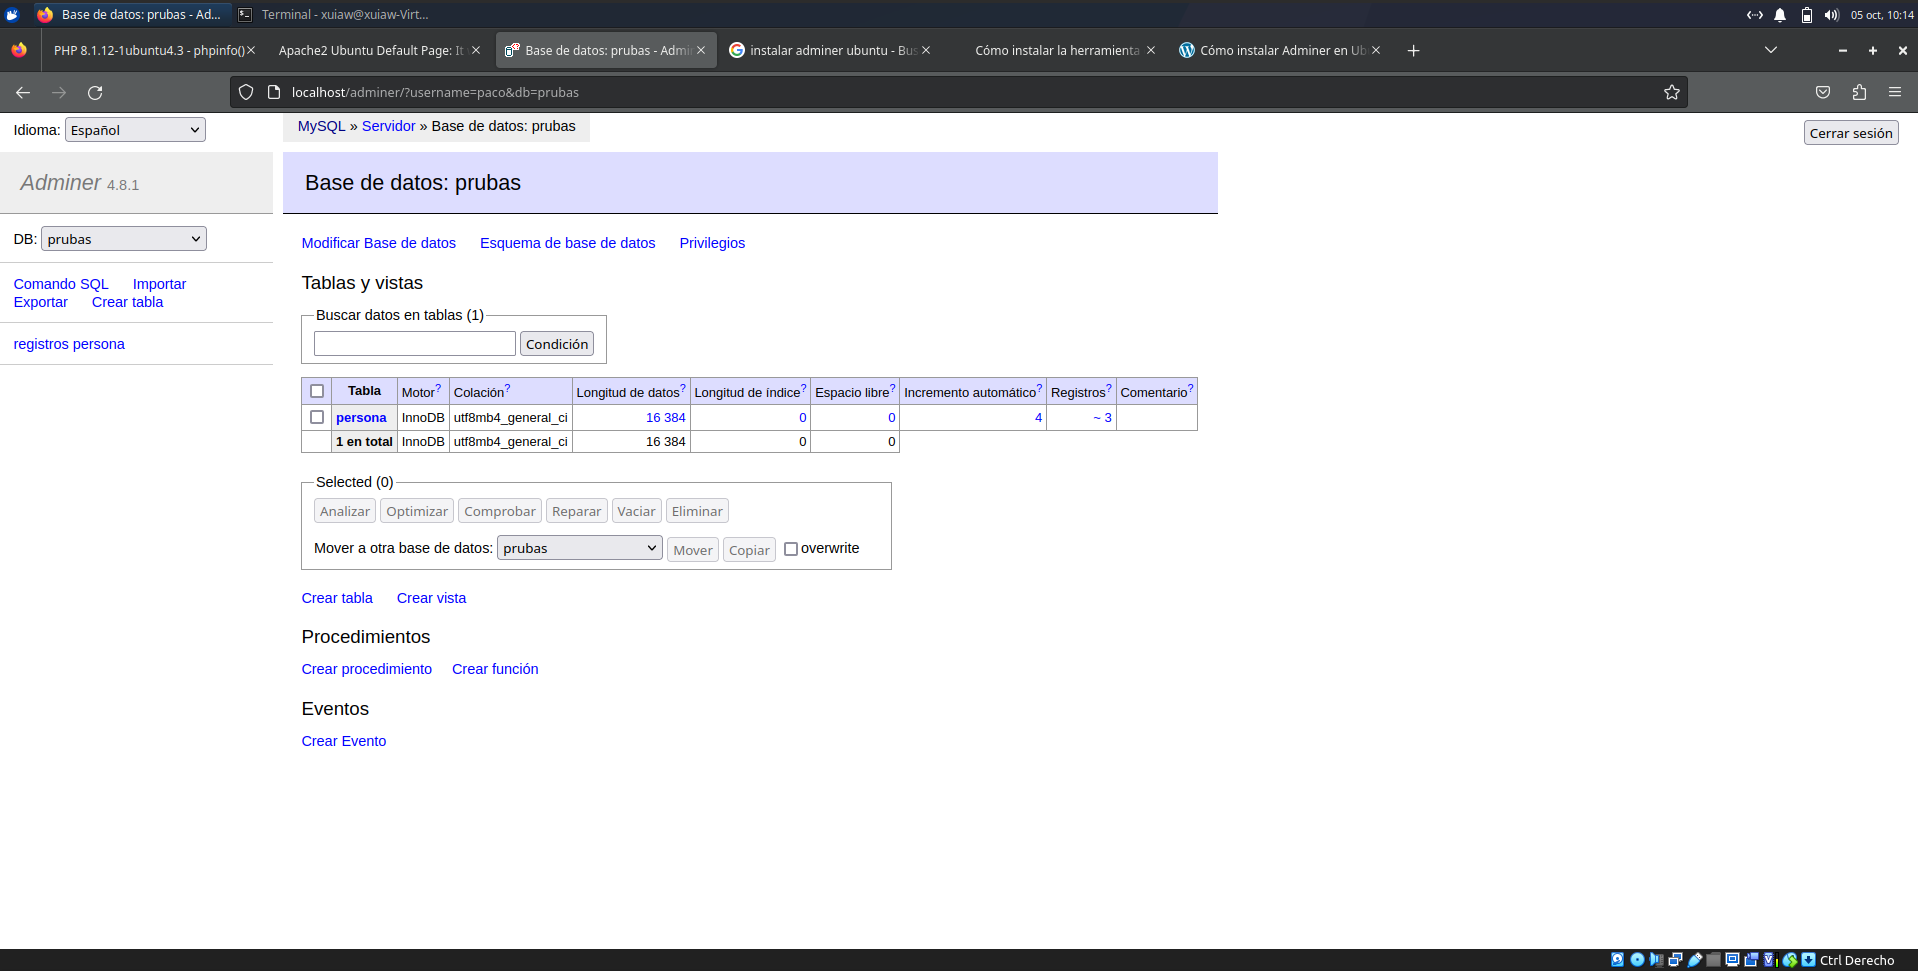 Base de datos: prubas - Ad...
Terminal - xuiaw@xuiaw-Virt...
05 oct, 10:14
PHP 8.1.12-1ubuntu4.3 - phpinfo()
Apache2 Ubuntu Default Page: It
Base de datos: prubas - Admi
instalar adminer ubuntu - Bus
Cómo instalar la herramienta
Cómo instalar Adminer en Ub
localhost/adminer/?username=paco&db=prubas
Idioma: Español
MySQL » Servidor » Base de datos: prubas
Cerrar sesión
Adminer 4.8.1
Base de datos: prubas
DB: prubas
Modificar Base de datos Esquema de base de datos Privilegios
Comando SQL Importar
Exportar Crear tabla
registros persona
Tablas y vistas
Buscar datos en tablas (1)
Condición
Tabla Motor? Colación? Longitud de datos? Longitud de índice? Espacio libre? Incremento automático? Registros? Comentario?
persona InnoDB utf8mb4_general_ci 16 384 0 0 4 ~ 3
1 en total InnoDB utf8mb4_general_ci 16 384 0 0
Selected (0)
Analizar Optimizar Comprobar Reparar Vaciar Eliminar
Mover a otra base de datos: prubas Mover Copiar overwrite
Crear tabla Crear vista
Procedimientos
Crear procedimiento Crear función
Eventos
Crear Evento
Ctrl Derecho